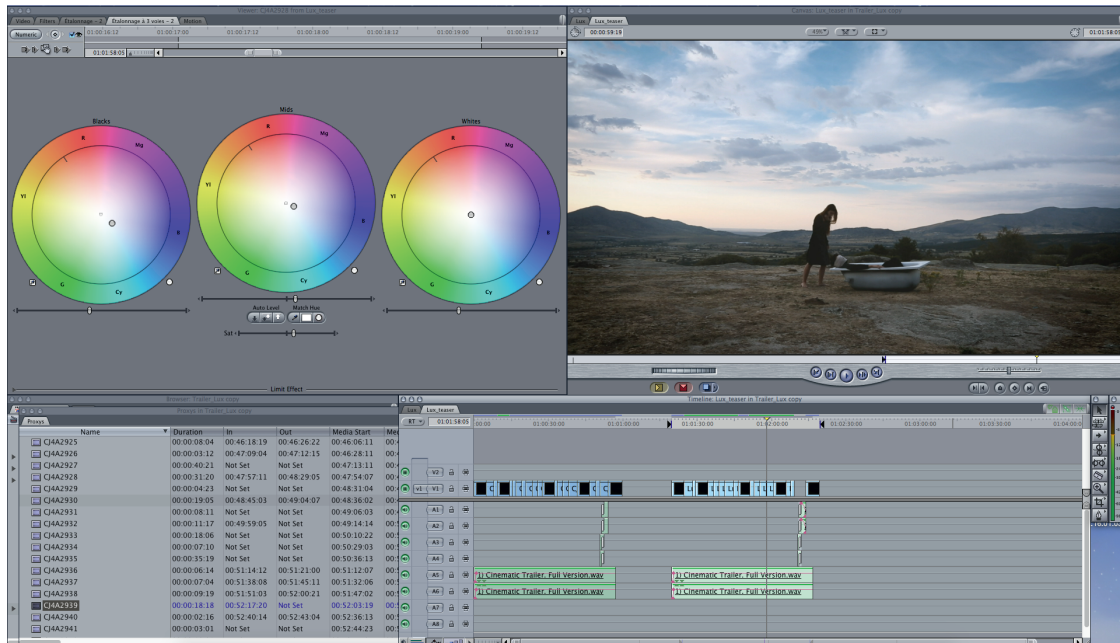 Viewer: CJ4A2928 from Lux_teaser
Video Filters Etalonnage – 2 Étalonnage à 3 voies – 2 Motion
Numeric 01:01:16:12 01:01:17:00 01:01:17:12 01:01:18:00 01:01:18:12 01:01:19:00 01:01:19:12
01:01:58:05
Blacks Mids Whites
R Mg Yl B G Cy
R Mg Yl B G Cy
R Mg Yl B G Cy
Auto Level Match Hue
Sat
Limit Effect
Canvas: Lux_teaser in Trailer_Lux copy
Lux Lux_teaser
00:00:59:19 01:01:58:05
Browser: Trailer_Lux copy
Proxys in Trailer_Lux copy
Proxys
Name Duration In Out Media Start
CJ4A2925 00:00:08:04 00:46:18:19 00:46:26:22 00:46:06:11
CJ4A2926 00:00:03:12 00:47:09:04 00:47:12:15 00:46:28:11
CJ4A2927 00:00:40:21 Not Set Not Set 00:47:13:11
CJ4A2928 00:00:31:20 00:47:57:11 00:48:29:05 00:47:54:07
CJ4A2929 00:00:04:23 Not Set Not Set 00:48:31:04
CJ4A2930 00:00:19:05 00:48:45:03 00:49:04:07 00:48:36:02
CJ4A2931 00:00:08:11 Not Set Not Set 00:49:06:03
CJ4A2932 00:00:11:17 00:49:59:05 Not Set 00:49:14:14
CJ4A2933 00:00:18:06 Not Set Not Set 00:50:10:22
CJ4A2934 00:00:07:10 Not Set Not Set 00:50:29:03
CJ4A2935 00:00:35:19 Not Set Not Set 00:50:36:13
CJ4A2936 00:00:06:14 00:51:14:12 00:51:21:00 00:51:12:07
CJ4A2937 00:00:07:04 00:51:38:08 00:51:45:11 00:51:32:06
CJ4A2938 00:00:09:19 00:51:51:03 00:52:00:21 00:51:47:02
CJ4A2939 00:00:18:18 00:52:17:20 Not Set 00:52:03:19
CJ4A2940 00:00:02:16 00:52:40:14 00:52:43:04 00:52:36:13
CJ4A2941 00:00:03:01 Not Set Not Set 00:52:44:23
Timeline: Lux_teaser in Trailer_Lux copy
Lux Lux_teaser
RT 01:01:58:05 00:00 01:00:30:00 01:01:00:00 01:01:30:00 01:02:00:00 01:02:30:00 01:03:00:00 01:03:30:00 01:04:00:0
V2
v1 V1
A1
A2
A3
A4
A5 1) Cinematic Trailer. Full Version.wav 1) Cinematic Trailer. Full Version.wav
A6 1) Cinematic Trailer. Full Version.wav 1) Cinematic Trailer. Full Version.wav
A7
A8